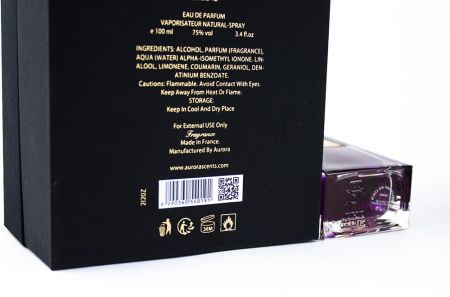 EAU DE PARFUM
VAPORISATEUR NATURAL-SPRAY
e 100 ml 75% vol 3.4 fl.oz
INGREDIENTS: ALCOHOL, PARFUM (FRAGRANCE),
AQUA (WATER) ALPHA-ISOMETHYL IONONE, LIN-
ALOOL, LIMONENE, COUMARIN, GERANIOL, DEN-
ATINIUM BENZOATE.
Cautions: Flammable. Avoid Contact With Eyes.
Keep Away From Heat Or Flame.
STORAGE:
Keep In Cool And Dry Place
For External USE Only
Fragrance
Made in France.
Manufactured By Aurora
www.aurorascents.com
36M